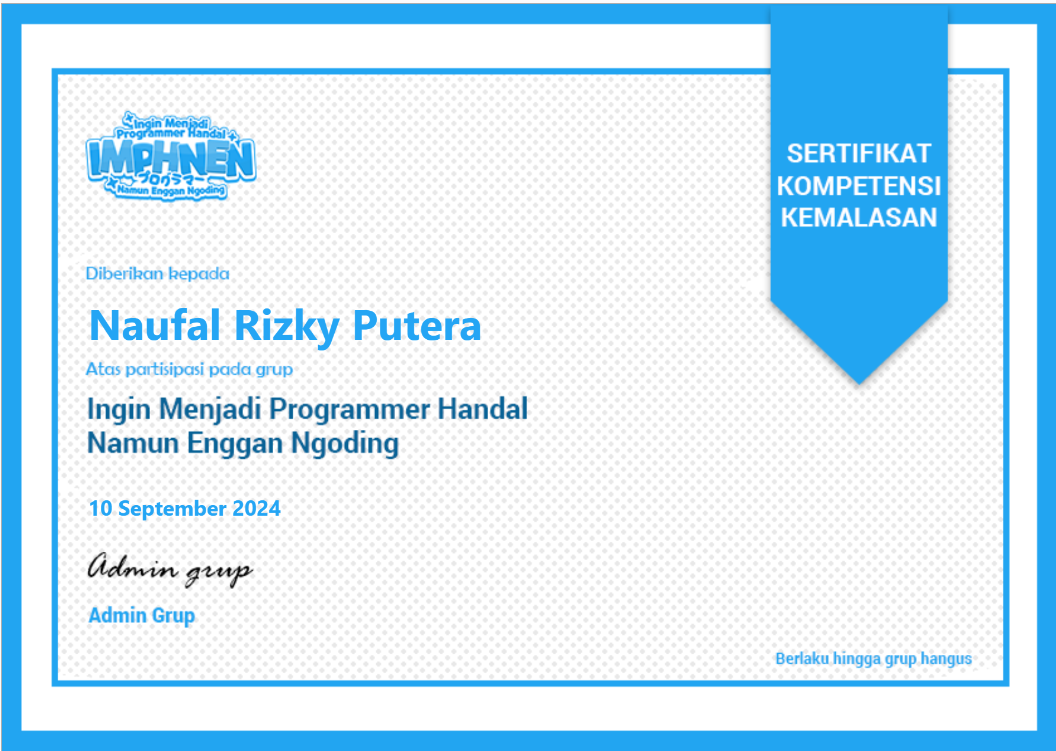 Ingin Menjadi
Programmer Handal
IMPHNEN
プログラマー
Namun Enggan Ngoding
SERTIFIKAT
KOMPETENSI
KEMALASAN
Diberikan kepada
Naufal Rizky Putera
Atas partisipasi pada grup
Ingin Menjadi Programmer Handal
Namun Enggan Ngoding
10 September 2024
Admin grup
Admin Grup
Berlaku hingga grup hangus